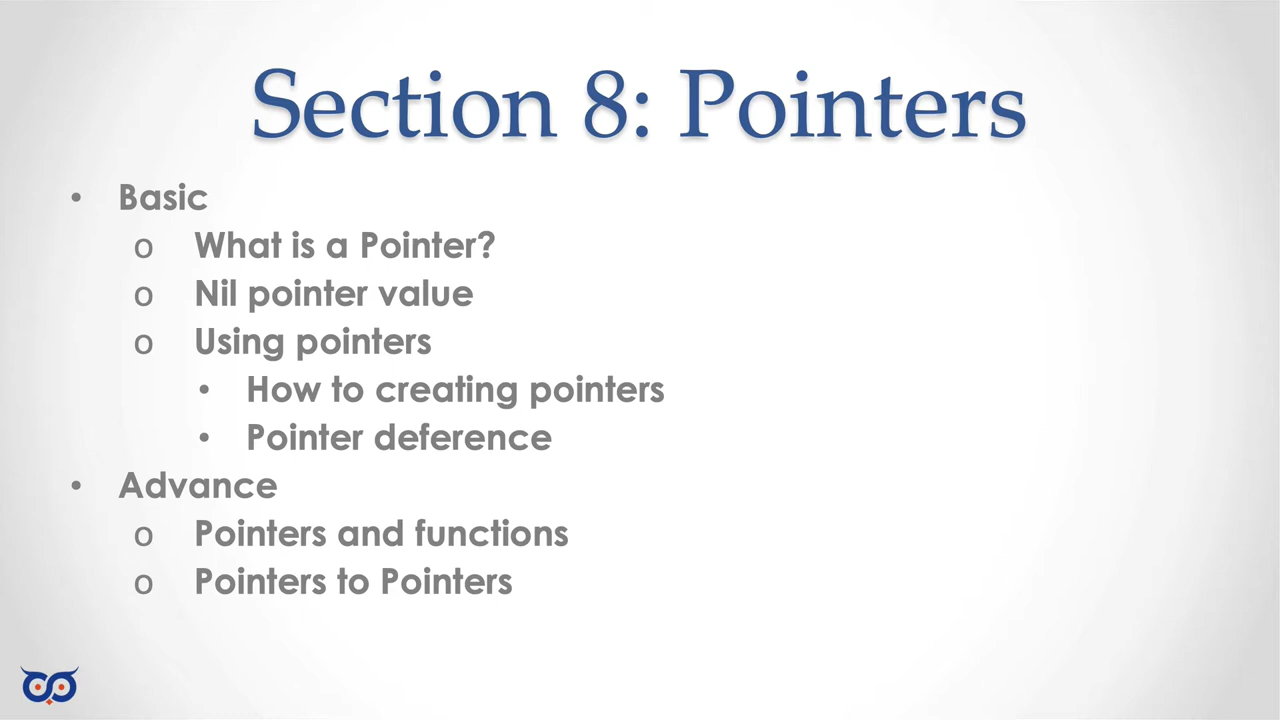 Section 8: Pointers
• Basic
o What is a Pointer?
o Nil pointer value
o Using pointers
• How to creating pointers
• Pointer deference
• Advance
o Pointers and functions
o Pointers to Pointers